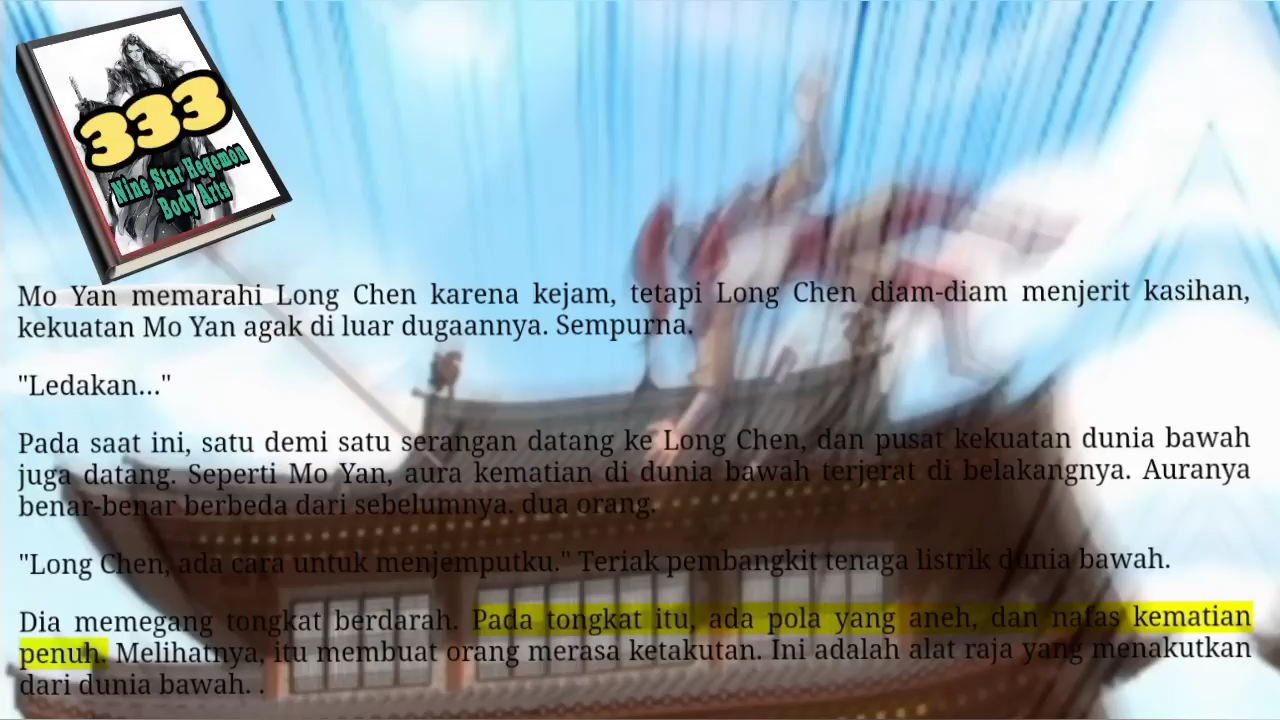 333
Nine Star Hegemon
Body Arts
Mo Yan memarahi Long Chen karena kejam, tetapi Long Chen diam-diam menjerit kasihan,
kekuatan Mo Yan agak di luar dugaannya. Sempurna.
"Ledakan..."
Pada saat ini, satu demi satu serangan datang ke Long Chen, dan pusat kekuatan dunia bawah
juga datang. Seperti Mo Yan, aura kematian di dunia bawah terjerat di belakangnya. Auranya
benar-benar berbeda dari sebelumnya. dua orang.
"Long Chen, ada cara untuk menjemputku." Teriak pembangkit tenaga listrik dunia bawah.
Dia memegang tongkat berdarah. Pada tongkat itu, ada pola yang aneh, dan nafas kematian
penuh. Melihatnya, itu membuat orang merasa ketakutan. Ini adalah alat raja yang menakutkan
dari dunia bawah. .